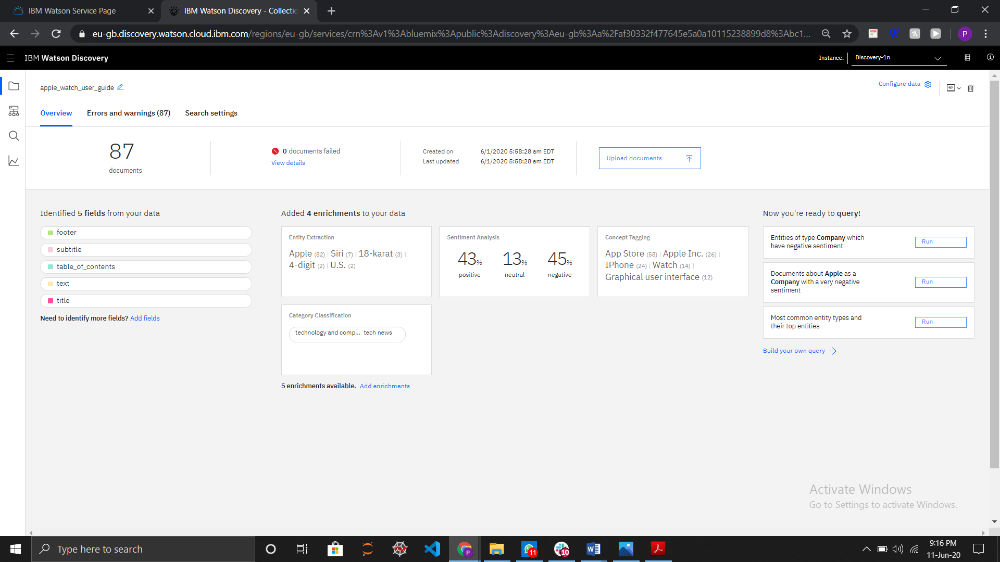 IBM Watson Service Page
IBM Watson Discovery - Collectio
eu-gb.discovery.watson.cloud.ibm.com/regions/eu-gb/services/crn%3Av1%3Abluemix%3Apublic%3Adiscovery%3Aeu-gb%3Aa%2Faf30332f477645e5a0a10115238899d8%3Abc1...
P
IBM Watson Discovery
Instance: Discovery-1n
apple_watch_user_guide
Configure data
api
Overview Errors and warnings (87) Search settings
87
documents
0 documents failed
View details
Created on 6/1/2020 5:58:28 am EDT
Last updated 6/1/2020 5:58:28 am EDT
Upload documents
Identified 5 fields from your data
footer
subtitle
table_of_contents
text
title
Need to identify more fields? Add fields
Added 4 enrichments to your data
Entity Extraction
Apple (82) | Siri (7) | 18-karat (3) |
4-digit (2) | U.S. (2)
Sentiment Analysis
43% 13% 45%
positive neutral negative
Concept Tagging
App Store (58) | Apple Inc. (26) |
IPhone (24) | Watch (14) |
Graphical user interface (12)
Category Classification
technology and comp... tech news
5 enrichments available. Add enrichments
Now you're ready to query!
Entities of type Company which
have negative sentiment
Run
Documents about Apple as a
Company with a very negative
sentiment
Run
Most common entity types and
their top entities
Run
Build your own query
Activate Windows
Go to Settings to activate Windows.
Type here to search
P
11
10
9:16 PM
11-Jun-20